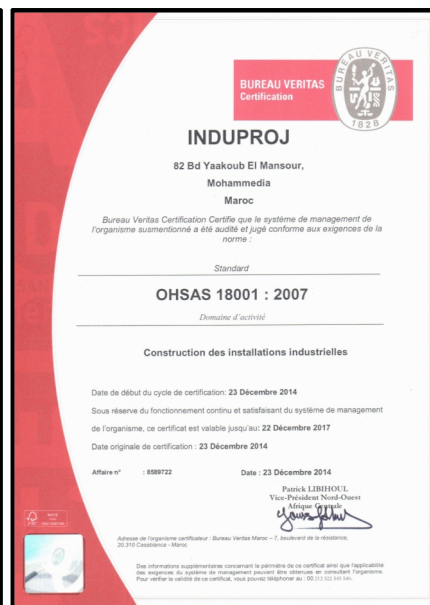 BUREAU VERITAS
Certification
BUREAU VERITAS
1828
INDUPROJ
82 Bd Yaakoub El Mansour,
Mohammedia
Maroc
Bureau Veritas Certification Certifie que le système de management de
l'organisme susmentionné a été audité et jugé conforme aux exigences de la
norme :
Standard
OHSAS 18001 : 2007
Domaine d'activité
Construction des installations industrielles
Date de début du cycle de certification: 23 Décembre 2014
Sous réserve du fonctionnement continu et satisfaisant du système de management
de l'organisme, ce certificat est valable jusqu'au: 22 Décembre 2017
Date originale de certification : 23 Décembre 2014
Affaire n° : 8589722 Date : 23 Décembre 2014
Patrick LIBIHOUL
Vice-Président Nord-Ouest
Afrique Centrale
Adresse de l'organisme certificateur : Bureau Veritas Maroc – 7, boulevard de la résistance,
20.310 Casablanca - Maroc
Des informations supplémentaires concernant le périmètre de ce certificat ainsi que l'applicabilité
des exigences du système de management peuvent être obtenues en consultant l'organisme.
Pour vérifier la validité de ce certificat, vous pouvez téléphoner au : 00